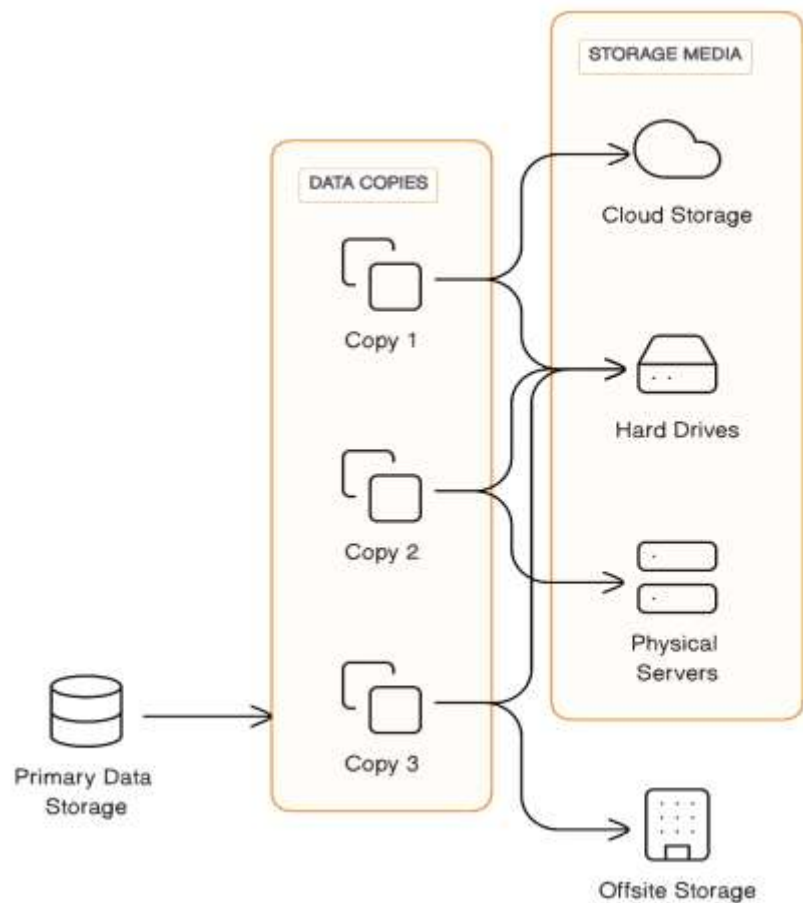 STORAGE MEDIA
Cloud Storage
DATA COPIES
Copy 1
Hard Drives
Copy 2
Physical
Servers
Copy 3
Primary Data
Storage
Offsite Storage